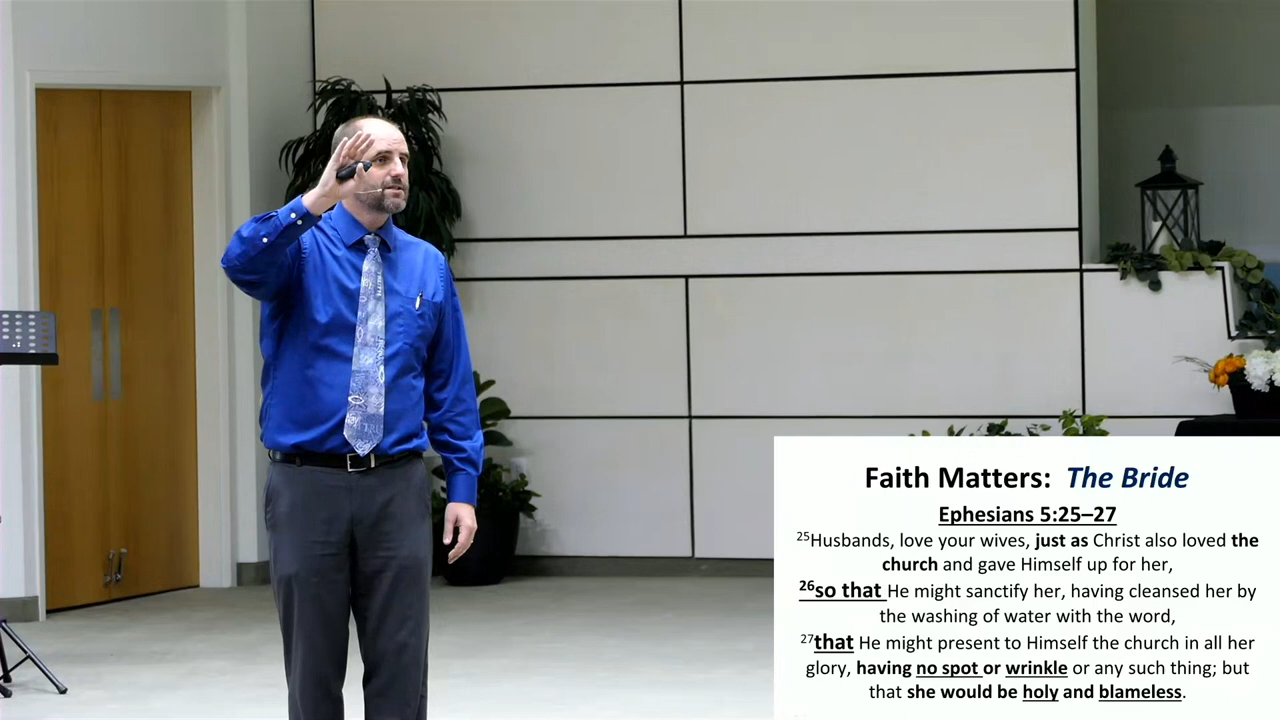 Faith Matters: The Bride
Ephesians 5:25–27
25Husbands, love your wives, just as Christ also loved the
church and gave Himself up for her,
26so that He might sanctify her, having cleansed her by
the washing of water with the word,
27that He might present to Himself the church in all her
glory, having no spot or wrinkle or any such thing; but
that she would be holy and blameless.